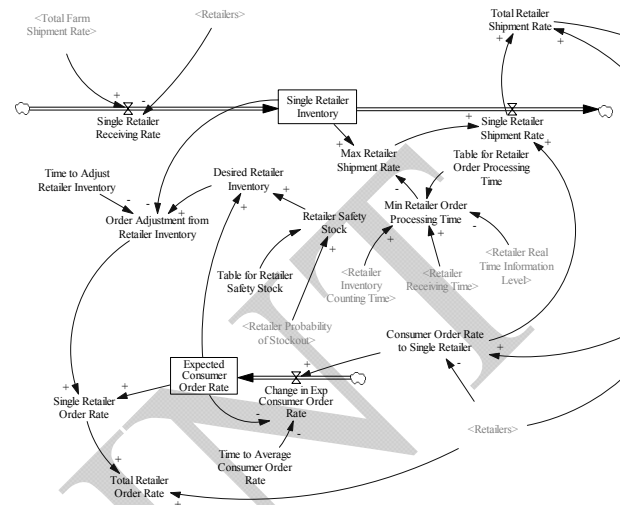 <Total Farm
Shipment Rate>
<Retailers>
Total Retailer
Shipment Rate
+
+
+
-
Single Retailer
Receiving Rate
Single Retailer
Inventory
+
Single Retailer
Shipment Rate
+
+
Max Retailer
Shipment Rate
-
Table for Retailer
Order Processing
Time
Time to Adjust
Retailer Inventory
-
-
+
Order Adjustment from
Retailer Inventory
Desired Retailer
Inventory
+
+
Retailer Safety
Stock
+
Min Retailer Order
Processing Time
+
+
-
Table for Retailer
Safety Stock
<Retailer
Inventory
Counting Time>
<Retailer
Receiving Time>
<Retailer Real
Time Information
Level>
<Retailer Probability
of Stockout>
Consumer Order Rate
to Single Retailer
+
-
Expected
Consumer
Order Rate
+
Change in Exp
Consumer Order
Rate
-
-
+
+
Single Retailer
Order Rate
<Retailers>
Time to Average
Consumer Order
Rate
+
Total Retailer
Order Rate
+
INT